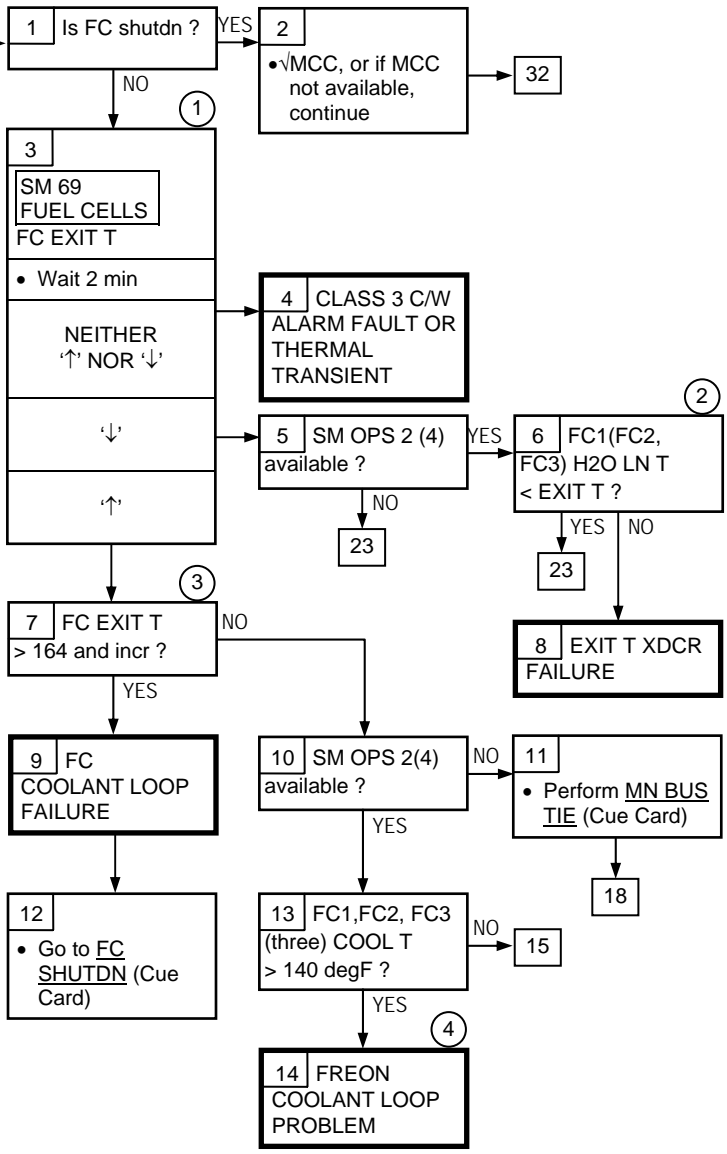 1 Is FC shutdn ?
YES
NO
2
•√MCC, or if MCC
not available,
continue
32
1
3
SM 69
FUEL CELLS
FC EXIT T
• Wait 2 min
NEITHER
‘↑’ NOR ‘↓’
‘↓’
‘↑’
4 CLASS 3 C/W
ALARM FAULT OR
THERMAL
TRANSIENT
5 SM OPS 2 (4)
available ?
YES
NO
23
2
6 FC1(FC2,
FC3) H2O LN T
< EXIT T ?
YES NO
23
8 EXIT T XDCR
FAILURE
3
7 FC EXIT T
> 164 and incr ?
NO
YES
9 FC
COOLANT LOOP
FAILURE
12
• Go to FC
SHUTDN (Cue
Card)
10 SM OPS 2(4)
available ?
NO
YES
11
• Perform MN BUS
TIE (Cue Card)
18
13 FC1,FC2, FC3
(three) COOL T
> 140 degF ?
NO
15
YES
4
14 FREON
COOLANT LOOP
PROBLEM